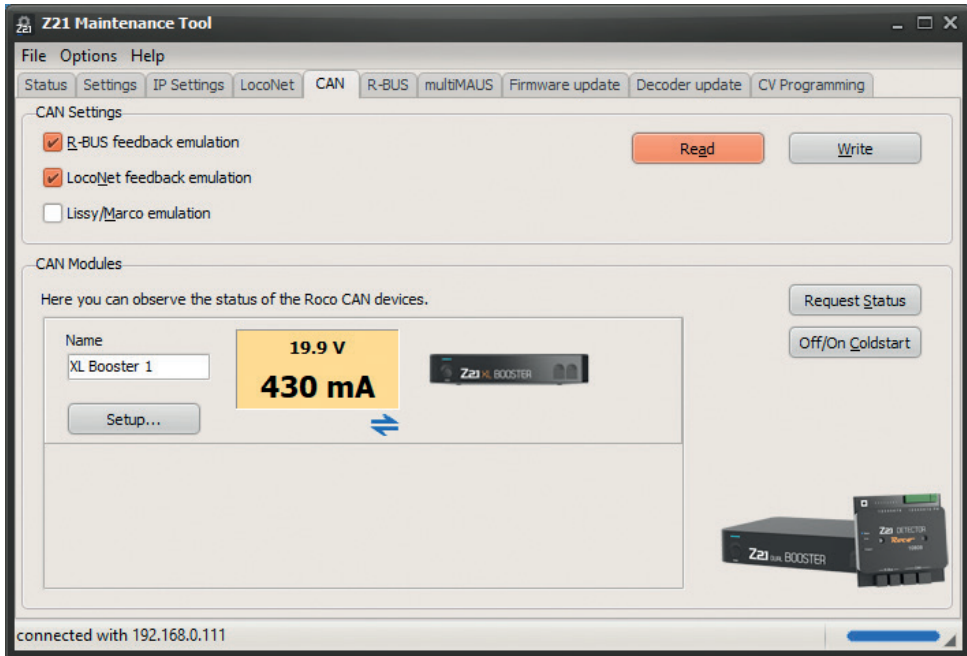 Z21 Z21 Maintenance Tool
File Options Help
Status Settings IP Settings LocoNet CAN R-BUS multiMAUS Firmware update Decoder update CV Programming
CAN Settings
R-BUS feedback emulation
Read Write
LocoNet feedback emulation
Lissy/Marco emulation
CAN Modules
Here you can observe the status of the Roco CAN devices.
Request Status
Name
19.9 V
Off/On Coldstart
XL Booster 1
430 mA
Z21 XL BOOSTER
Setup...
Z21 DETECTOR
Roco
Z21 DUAL BOOSTER
connected with 192.168.0.111